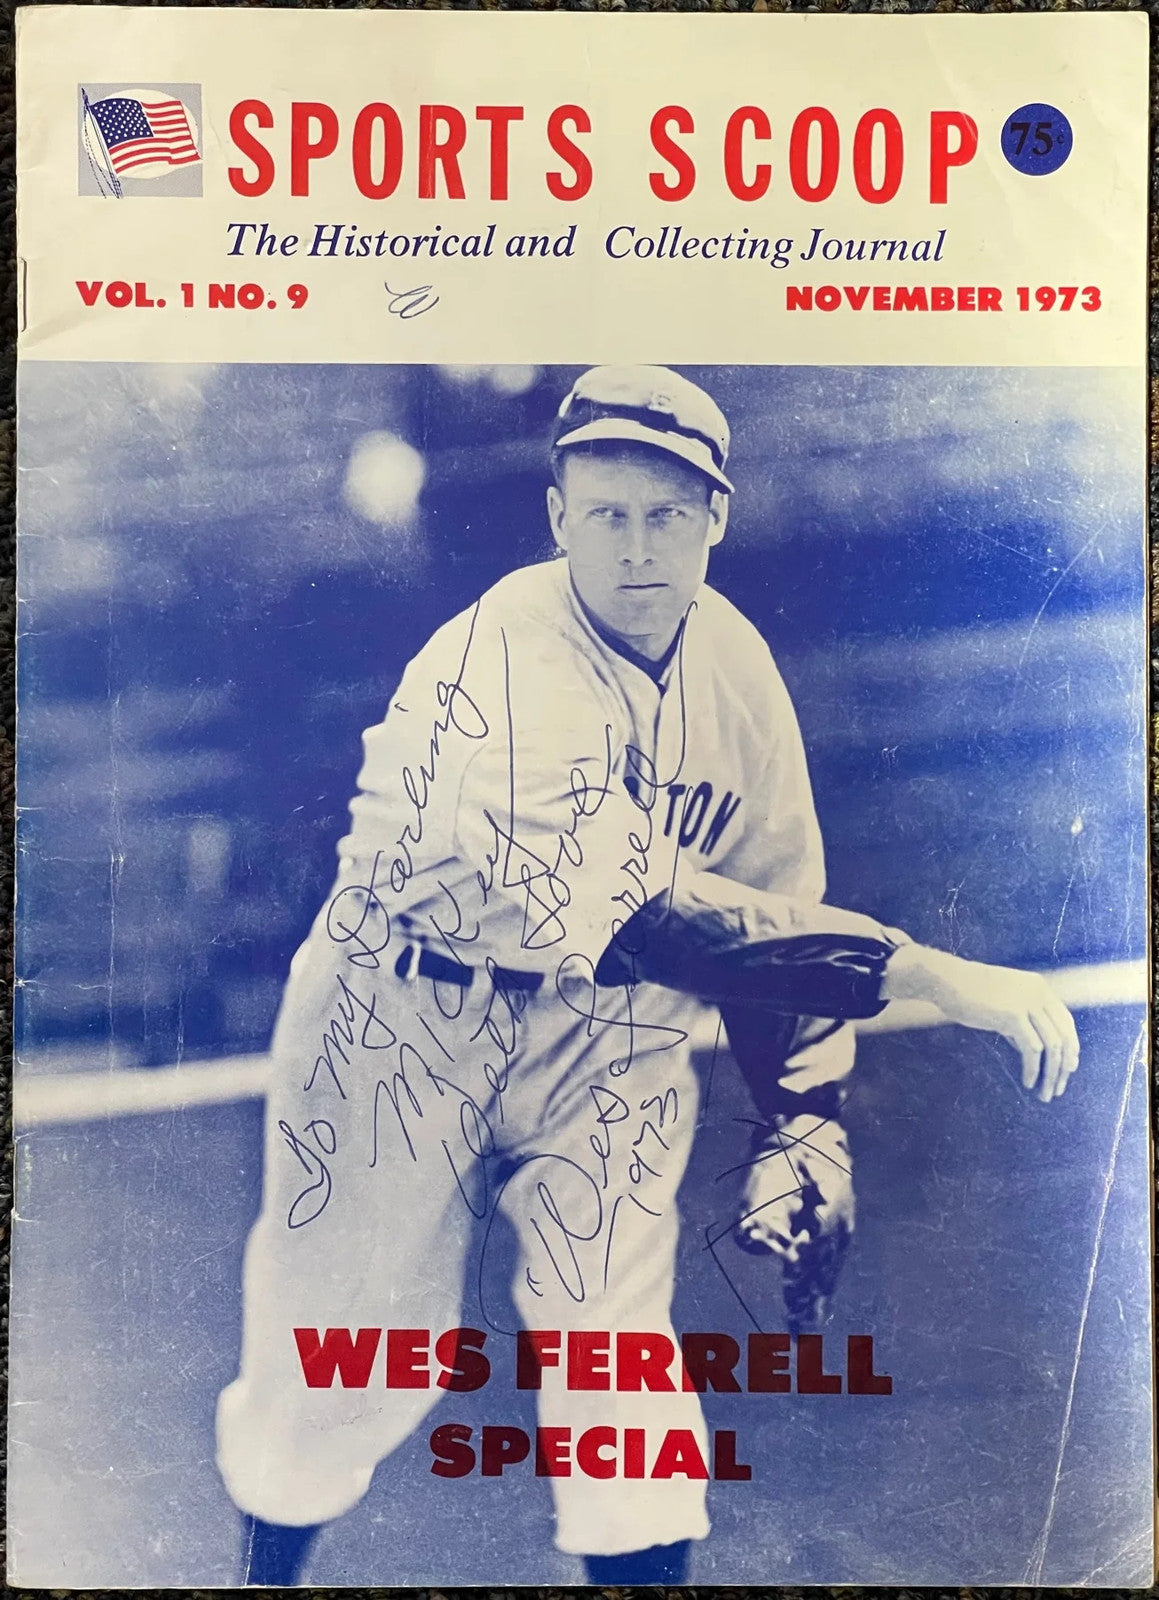 SPORTS SCOOP
75¢
The Historical and Collecting Journal
VOL. 1 NO. 9
NOVEMBER 1973
TON
To My Darling
Mickey
With Love
Wes Ferrell
1973
WES FERRELL
SPECIAL